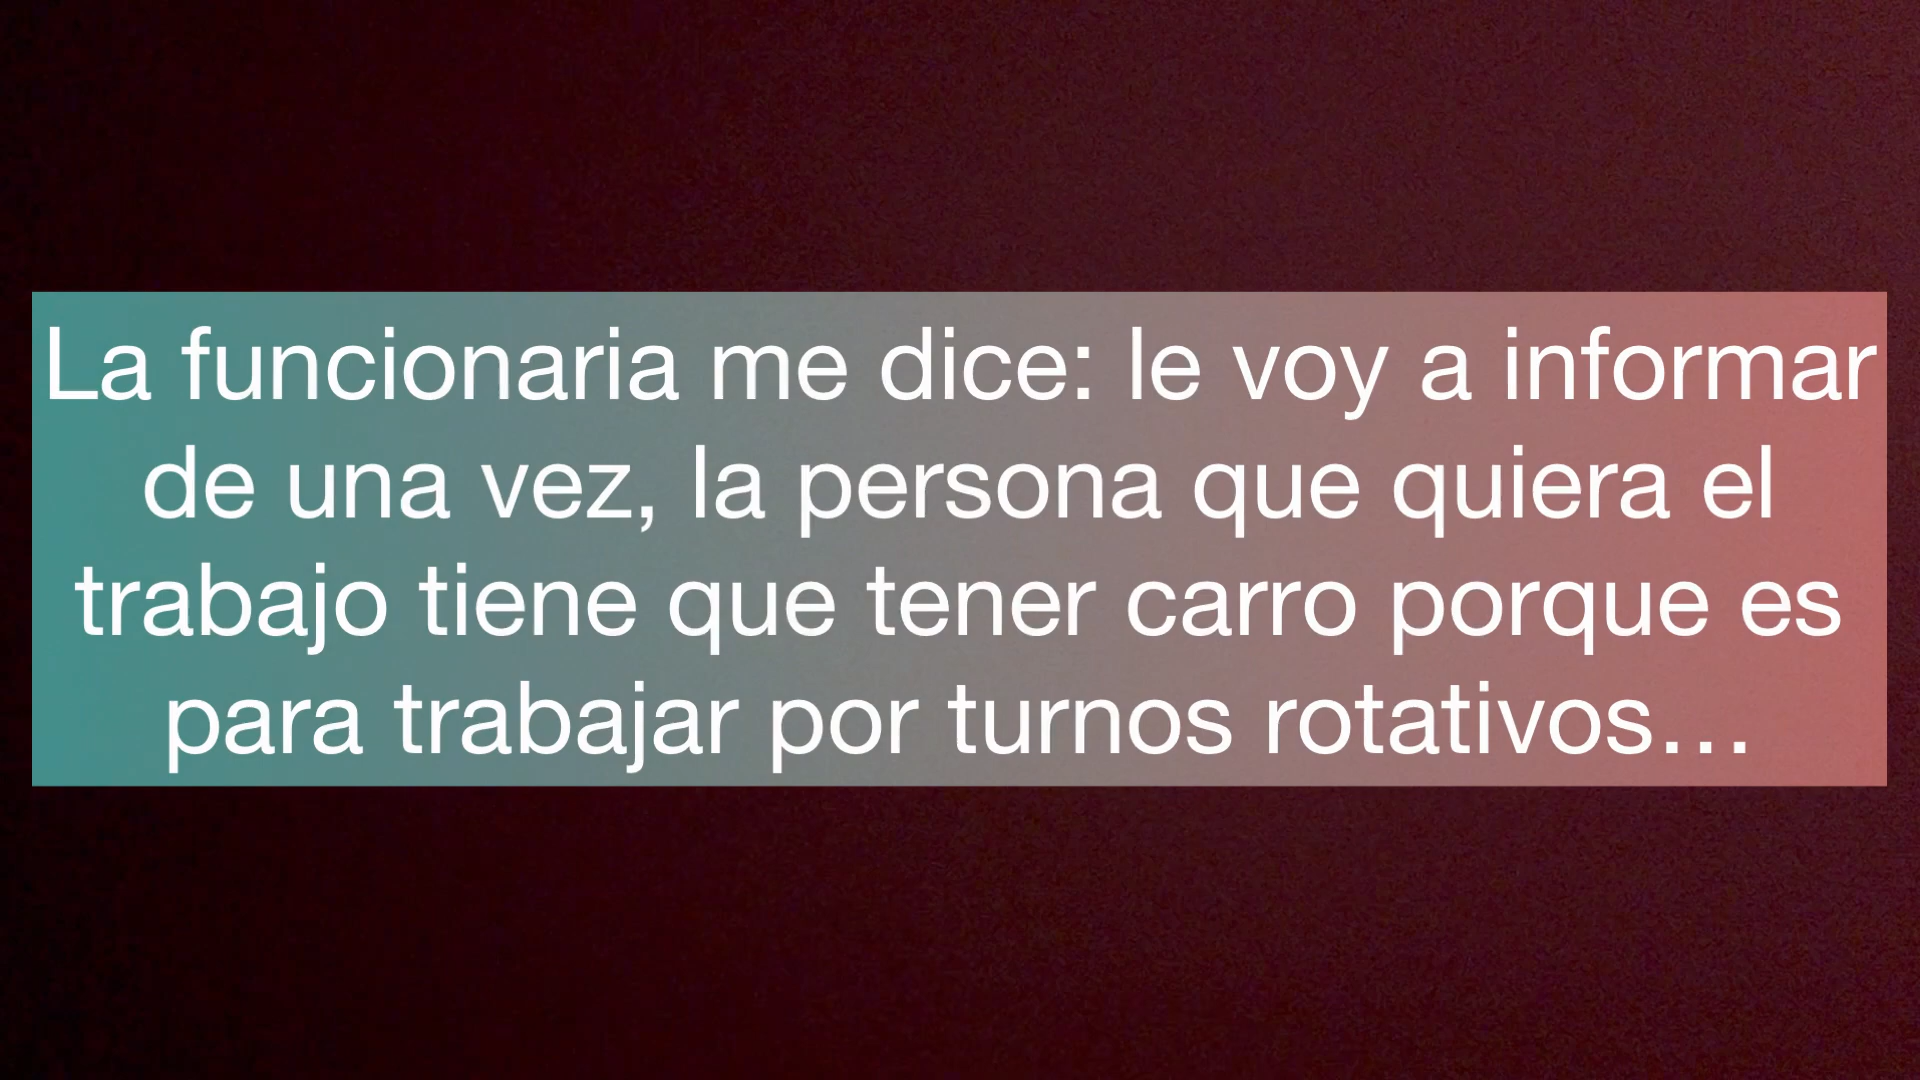 La funcionaria me dice: le voy a informar
de una vez, la persona que quiera el
trabajo tiene que tener carro porque es
para trabajar por turnos rotativos…